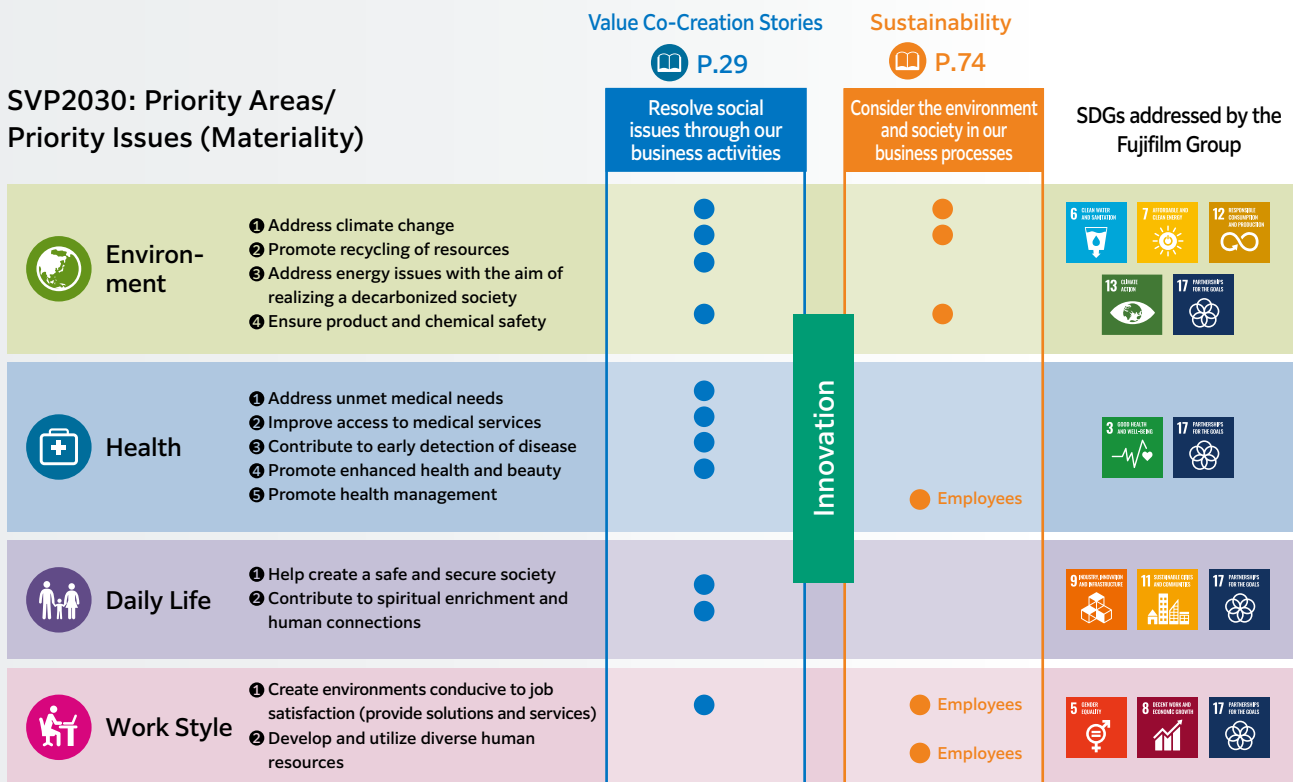 Value Co-Creation Stories
P.29
Sustainability
P.74
SVP2030: Priority Areas/
Priority Issues (Materiality)
Resolve social
issues through our
business activities
Consider the environment
and society in our
business processes
SDGs addressed by the
Fujifilm Group
Environ-
ment
❶ Address climate change
❷ Promote recycling of resources
❸ Address energy issues with the aim of
realizing a decarbonized society
❹ Ensure product and chemical safety
6 CLEAN WATER
AND SANITATION
7 AFFORDABLE AND
CLEAN ENERGY
12 RESPONSIBLE
CONSUMPTION
AND PRODUCTION
13 CLIMATE
ACTION
17 PARTNERSHIPS
FOR THE GOALS
Innovation
Health
❶ Address unmet medical needs
❷ Improve access to medical services
❸ Contribute to early detection of disease
❹ Promote enhanced health and beauty
❺ Promote health management
Employees
3 GOOD HEALTH
AND WELL-BEING
17 PARTNERSHIPS
FOR THE GOALS
Daily Life
❶ Help create a safe and secure society
❷ Contribute to spiritual enrichment and
human connections
9 INDUSTRY, INNOVATION
AND INFRASTRUCTURE
11 SUSTAINABLE CITIES
AND COMMUNITIES
17 PARTNERSHIPS
FOR THE GOALS
Work Style
❶ Create environments conducive to job
satisfaction (provide solutions and services)
❷ Develop and utilize diverse human
resources
Employees
Employees
5 GENDER
EQUALITY
8 DECENT WORK AND
ECONOMIC GROWTH
17 PARTNERSHIPS
FOR THE GOALS